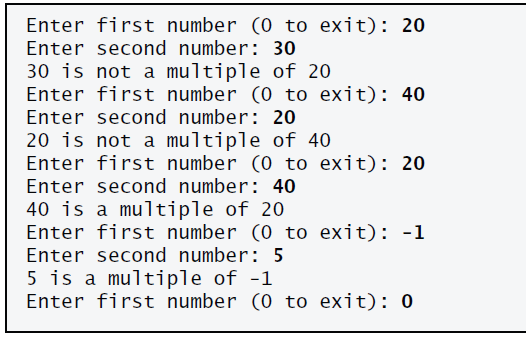 Enter first number (0 to exit): 20
Enter second number: 30
30 is not a multiple of 20
Enter first number (0 to exit): 40
Enter second number: 20
20 is not a multiple of 40
Enter first number (0 to exit): 20
Enter second number: 40
40 is a multiple of 20
Enter first number (0 to exit): -1
Enter second number: 5
5 is a multiple of -1
Enter first number (0 to exit): 0